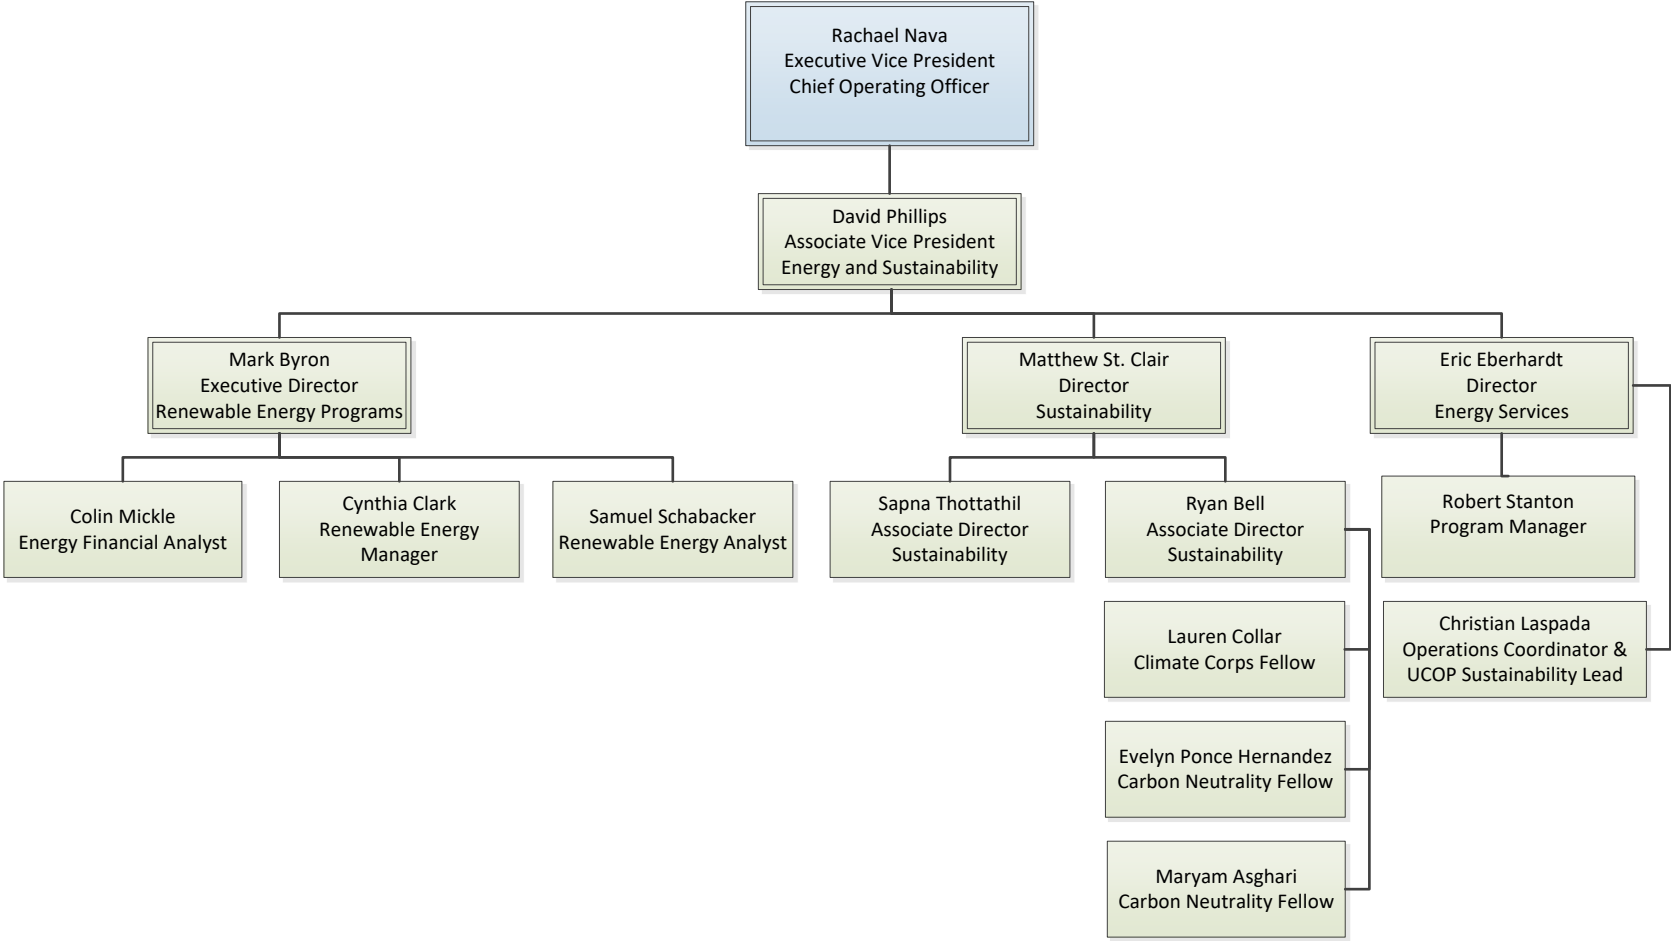 Rachael Nava
Executive Vice President
Chief Operating Officer
David Phillips
Associate Vice President
Energy and Sustainability
Mark Byron
Executive Director
Renewable Energy Programs
Matthew St. Clair
Director
Sustainability
Eric Eberhardt
Director
Energy Services
Colin Mickle
Energy Financial Analyst
Cynthia Clark
Renewable Energy
Manager
Samuel Schabacker
Renewable Energy Analyst
Sapna Thottathil
Associate Director
Sustainability
Ryan Bell
Associate Director
Sustainability
Robert Stanton
Program Manager
Lauren Collar
Climate Corps Fellow
Christian Laspada
Operations Coordinator &
UCOP Sustainability Lead
Evelyn Ponce Hernandez
Carbon Neutrality Fellow
Maryam Asghari
Carbon Neutrality Fellow